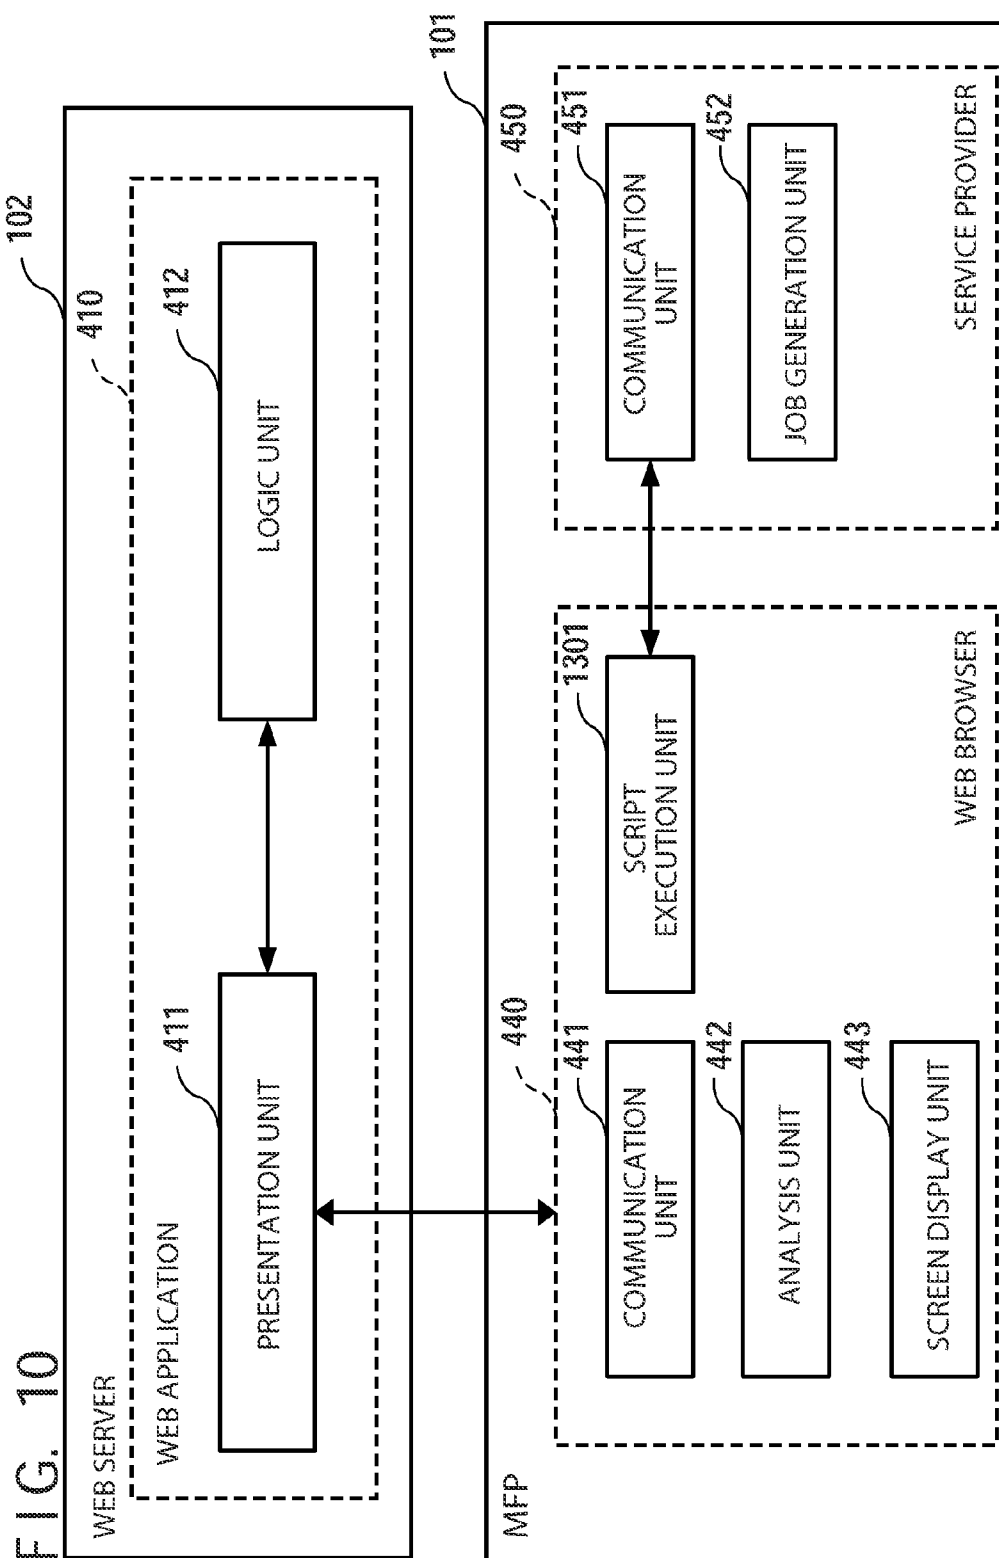 FIG. 10
WEB SERVER
102
WEB APPLICATION
410
PRESENTATION UNIT
411
LOGIC UNIT
412
MFP
101
440
COMMUNICATION
UNIT
441
ANALYSIS UNIT
442
SCREEN DISPLAY UNIT
443
SCRIPT
EXECUTION UNIT
1301
WEB BROWSER
450
COMMUNICATION
UNIT
451
JOB GENERATION UNIT
452
SERVICE PROVIDER